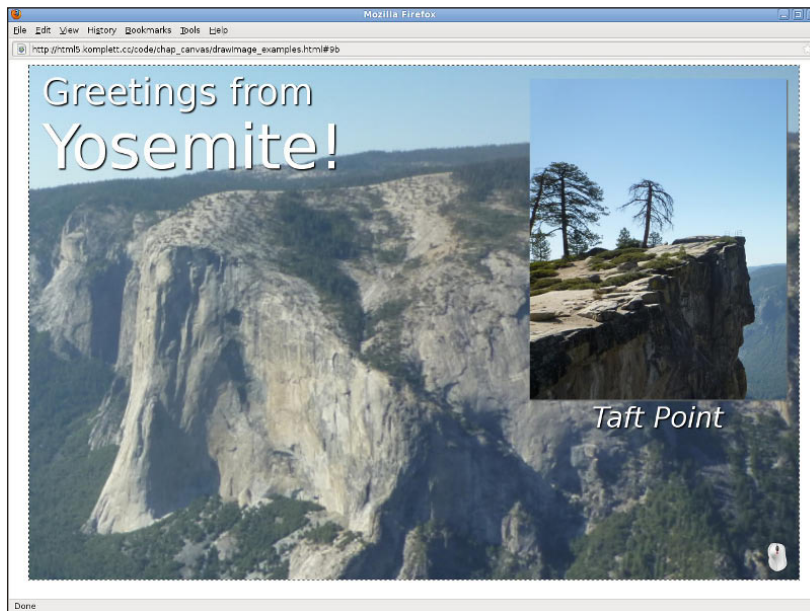 Mozilla Firefox
File Edit View History Bookmarks Tools Help
http://html5.komplett.cc/code/chap_canvas/drawImage_examples.html#9b
Greetings from
Yosemite!
Taft Point
Done